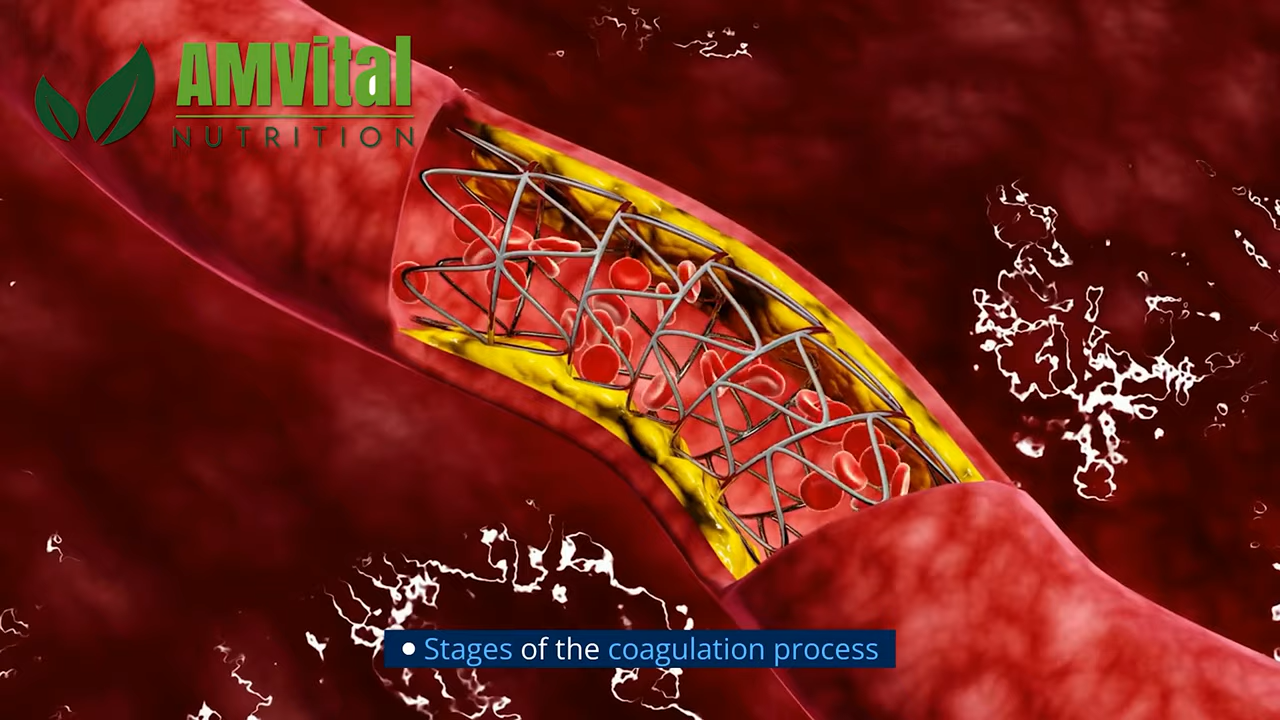 AMVital
NUTRITION
• Stages of the coagulation process